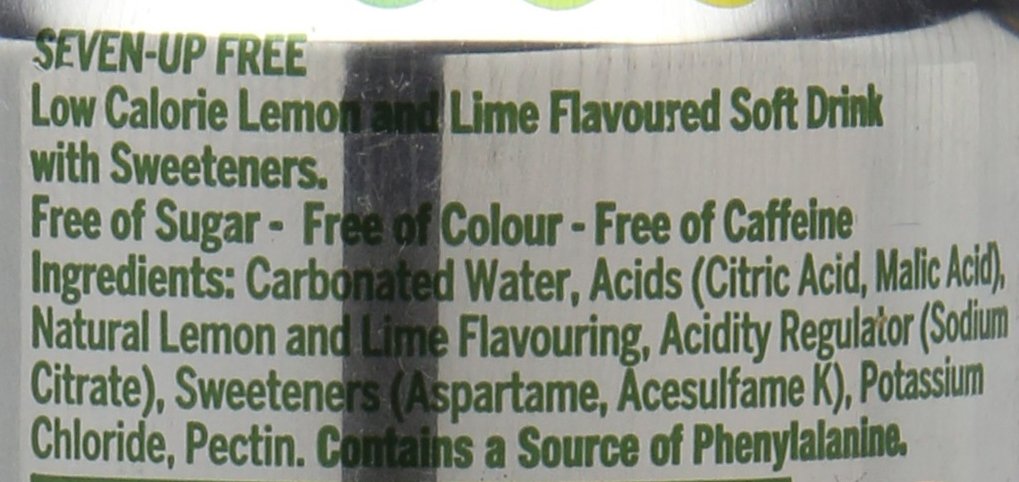 SEVEN-UP FREE
Low Calorie Lemon and Lime Flavoured Soft Drink
with Sweeteners.
Free of Sugar - Free of Colour - Free of Caffeine
Ingredients: Carbonated Water, Acids (Citric Acid, Malic Acid),
Natural Lemon and Lime Flavouring, Acidity Regulator (Sodium
Citrate), Sweeteners (Aspartame, Acesulfame K), Potassium
Chloride, Pectin. Contains a Source of Phenylalanine.